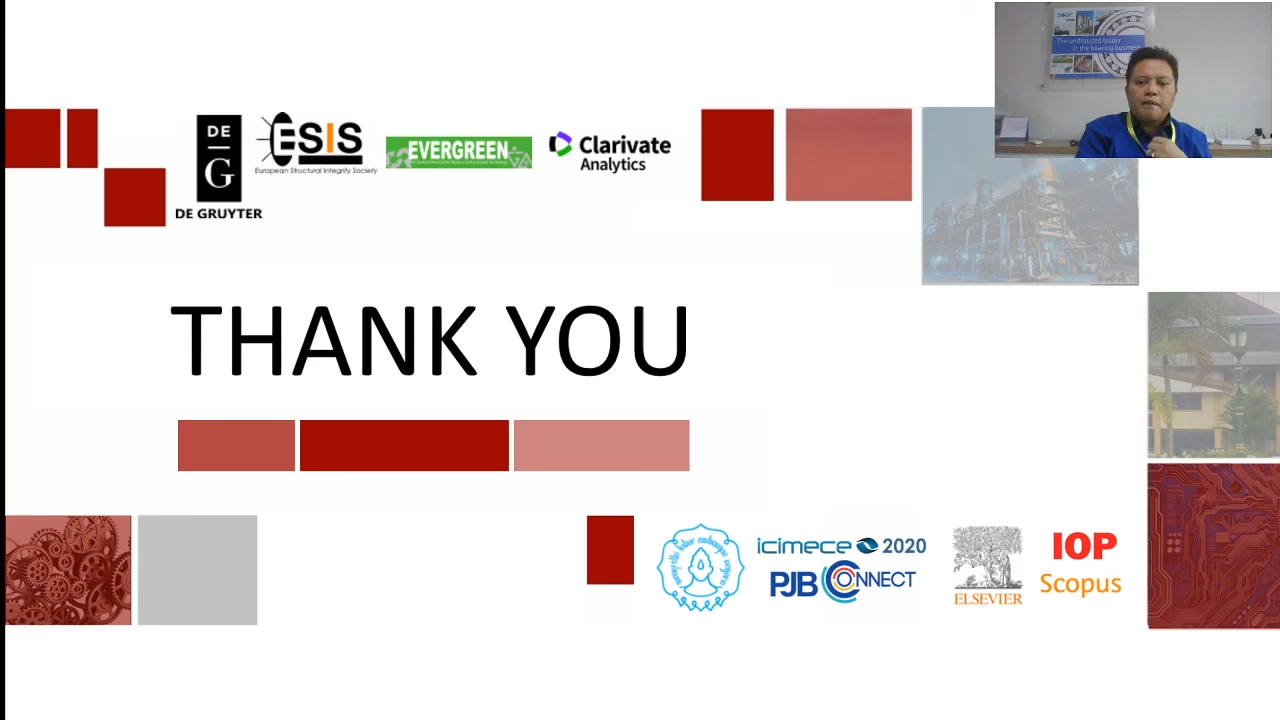 SKF
The undisputed leader
in the bearing business
DE
G
DE GRUYTER
ESIS
European Structural Integrity Society
EVERGREEN
Clarivate
Analytics
THANK YOU
icimece 2020
PJB CONNECT
ELSEVIER
IOP
Scopus